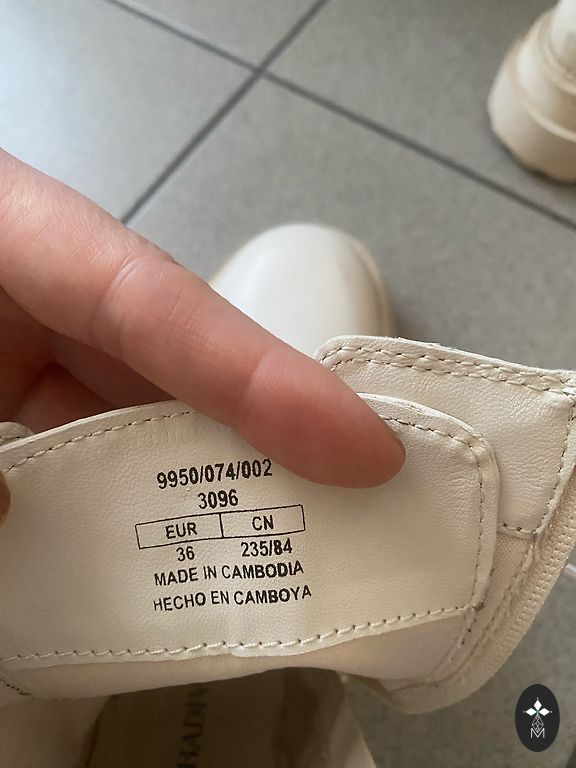 9950/074/002
3096
EUR CN
36 235/84
MADE IN CAMBODIA
HECHO EN CAMBOYA